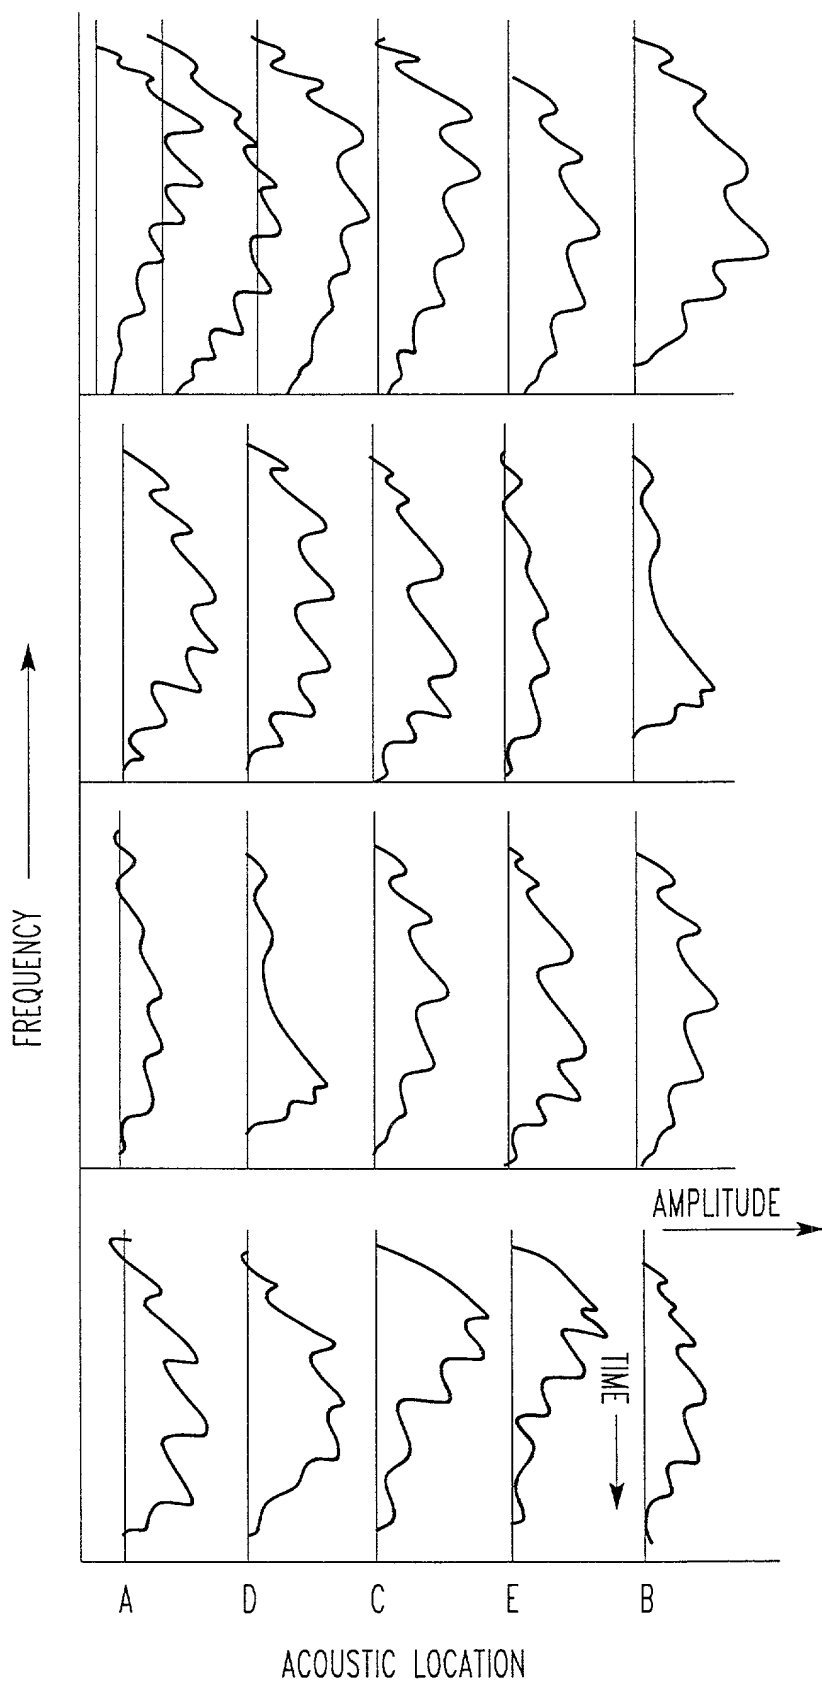 FREQUENCY
AMPLITUDE
TIME
A D C E B
ACOUSTIC LOCATION